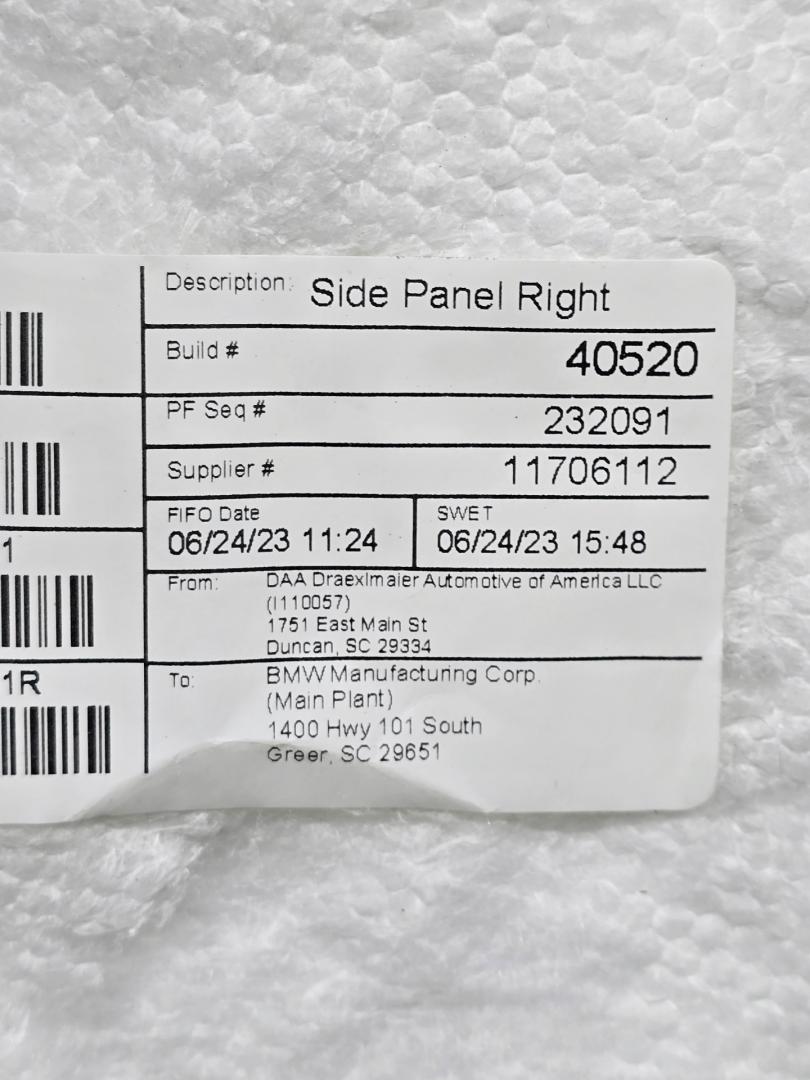 Description: Side Panel Right
Build # 40520
PF Seq # 232091
Supplier # 11706112
FIFO Date SWET
06/24/23 11:24 06/24/23 15:48
1
From: DAA Draexlmaier Automotive of America LLC
(I110057)
1751 East Main St
Duncan, SC 29334
1R
To: BMW Manufacturing Corp.
(Main Plant)
1400 Hwy 101 South
Greer, SC 29651